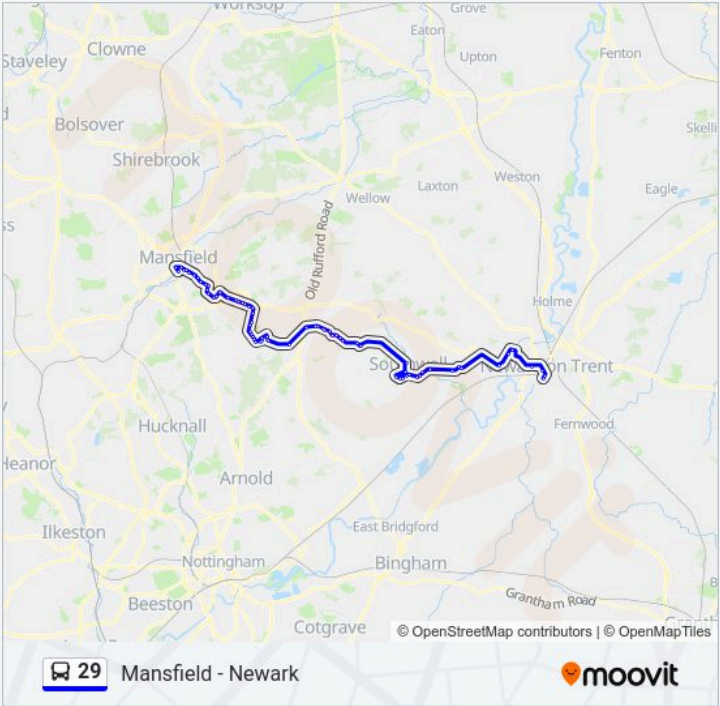 Worksop
Grove
Eaton
Clowne
Staveley
Upton
Fenton
Bolsover
Skelli
Shirebrook
Weston
Laxton
Eagle
Wellow
Old Rufford Road
Mansfield
Holme
Southwell
Newark on Trent
Hucknall
Fernwood
Heanor
Arnold
Ilkeston
East Bridgford
Nottingham
Bingham
Beeston
Grantham Road
Cotgrave
© OpenStreetMap contributors | © OpenMapTiles
29 Mansfield - Newark
moovit